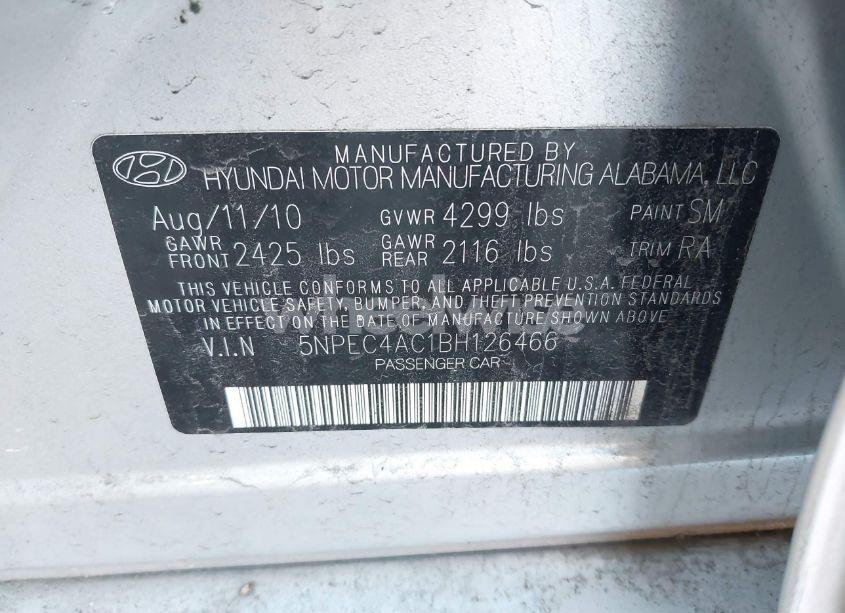 MANUFACTURED BY
HYUNDAI MOTOR MANUFACTURING ALABAMA, LLC
Aug/11/10 GVWR 4299 lbs PAINT SM
GAWR FRONT 2425 lbs GAWR REAR 2116 lbs TRIM RA
THIS VEHICLE CONFORMS TO ALL APPLICABLE U.S.A. FEDERAL
MOTOR VEHICLE SAFETY, BUMPER, AND THEFT PREVENTION STANDARDS
IN EFFECT ON THE DATE OF MANUFACTURE SHOWN ABOVE
V.I.N 5NPEC4AC1BH126466
PASSENGER CAR